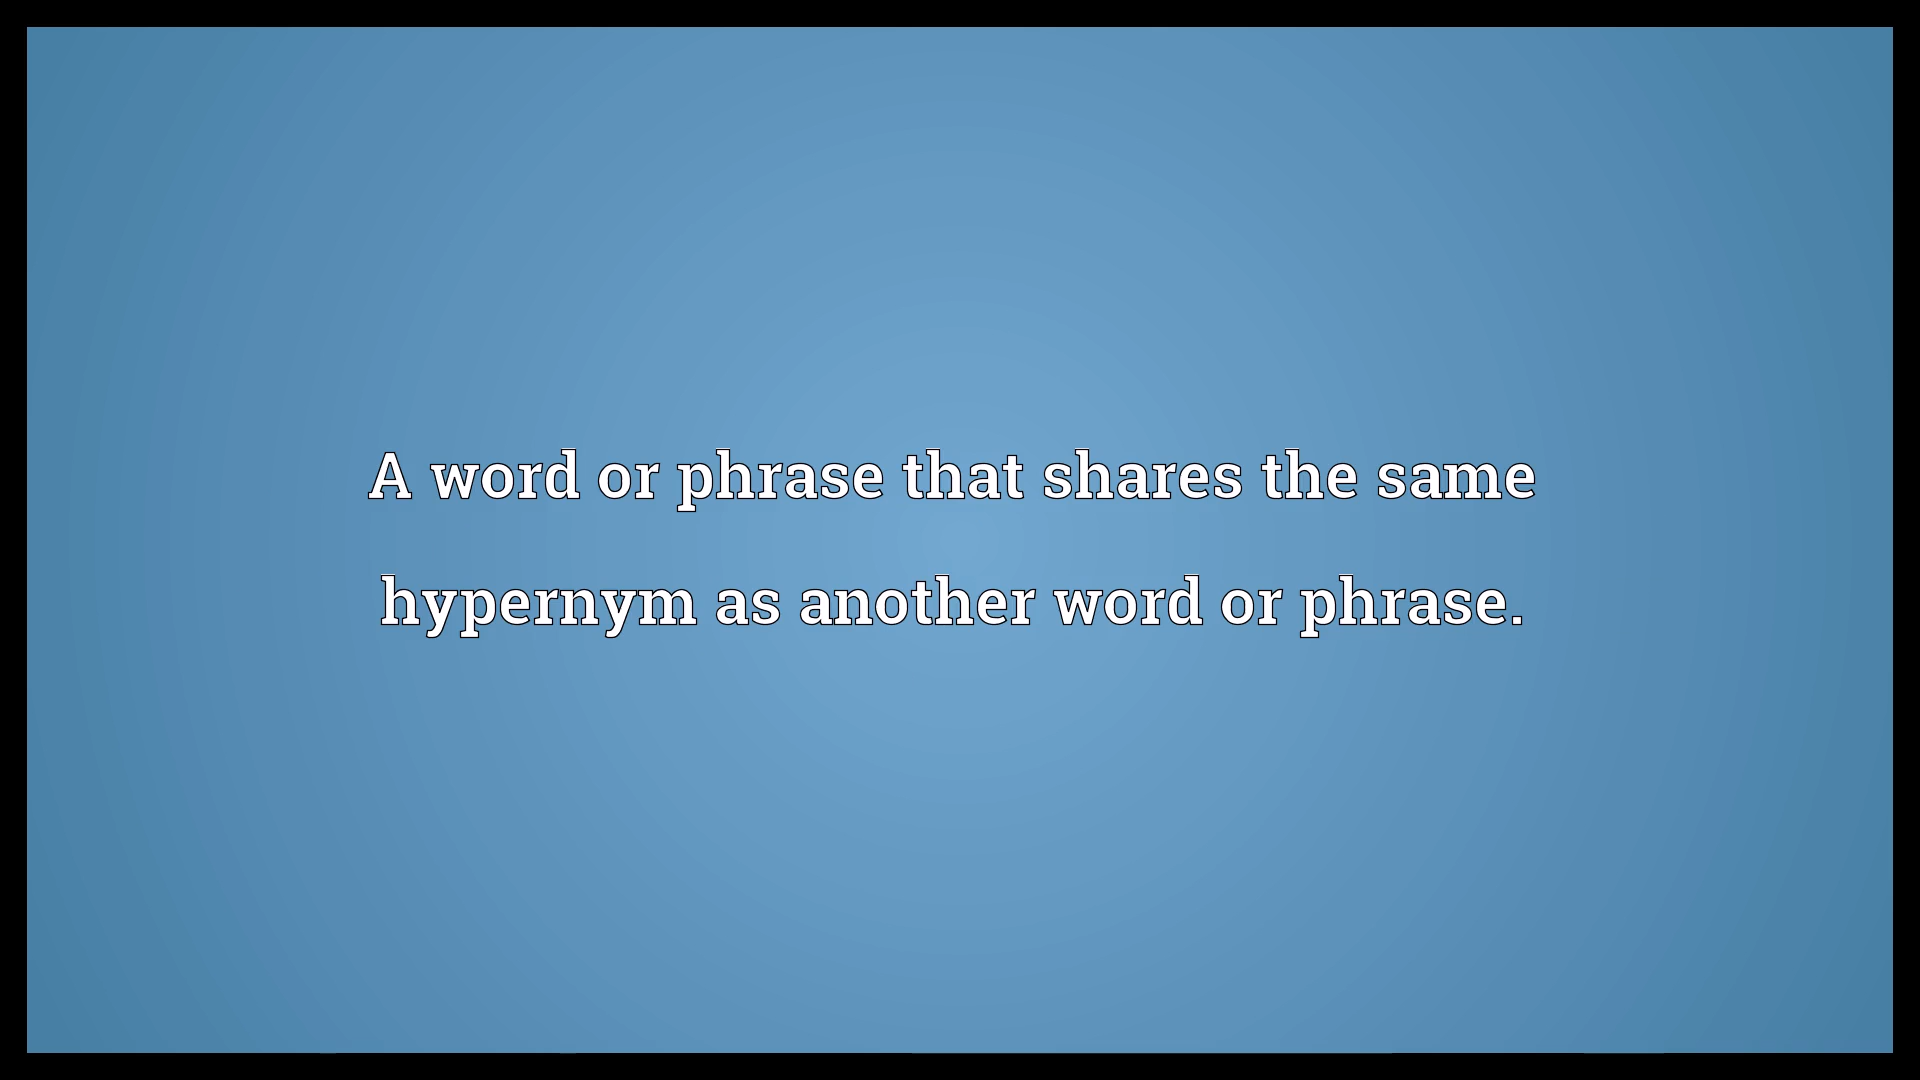 A word or phrase that shares the same
hypernym as another word or phrase.